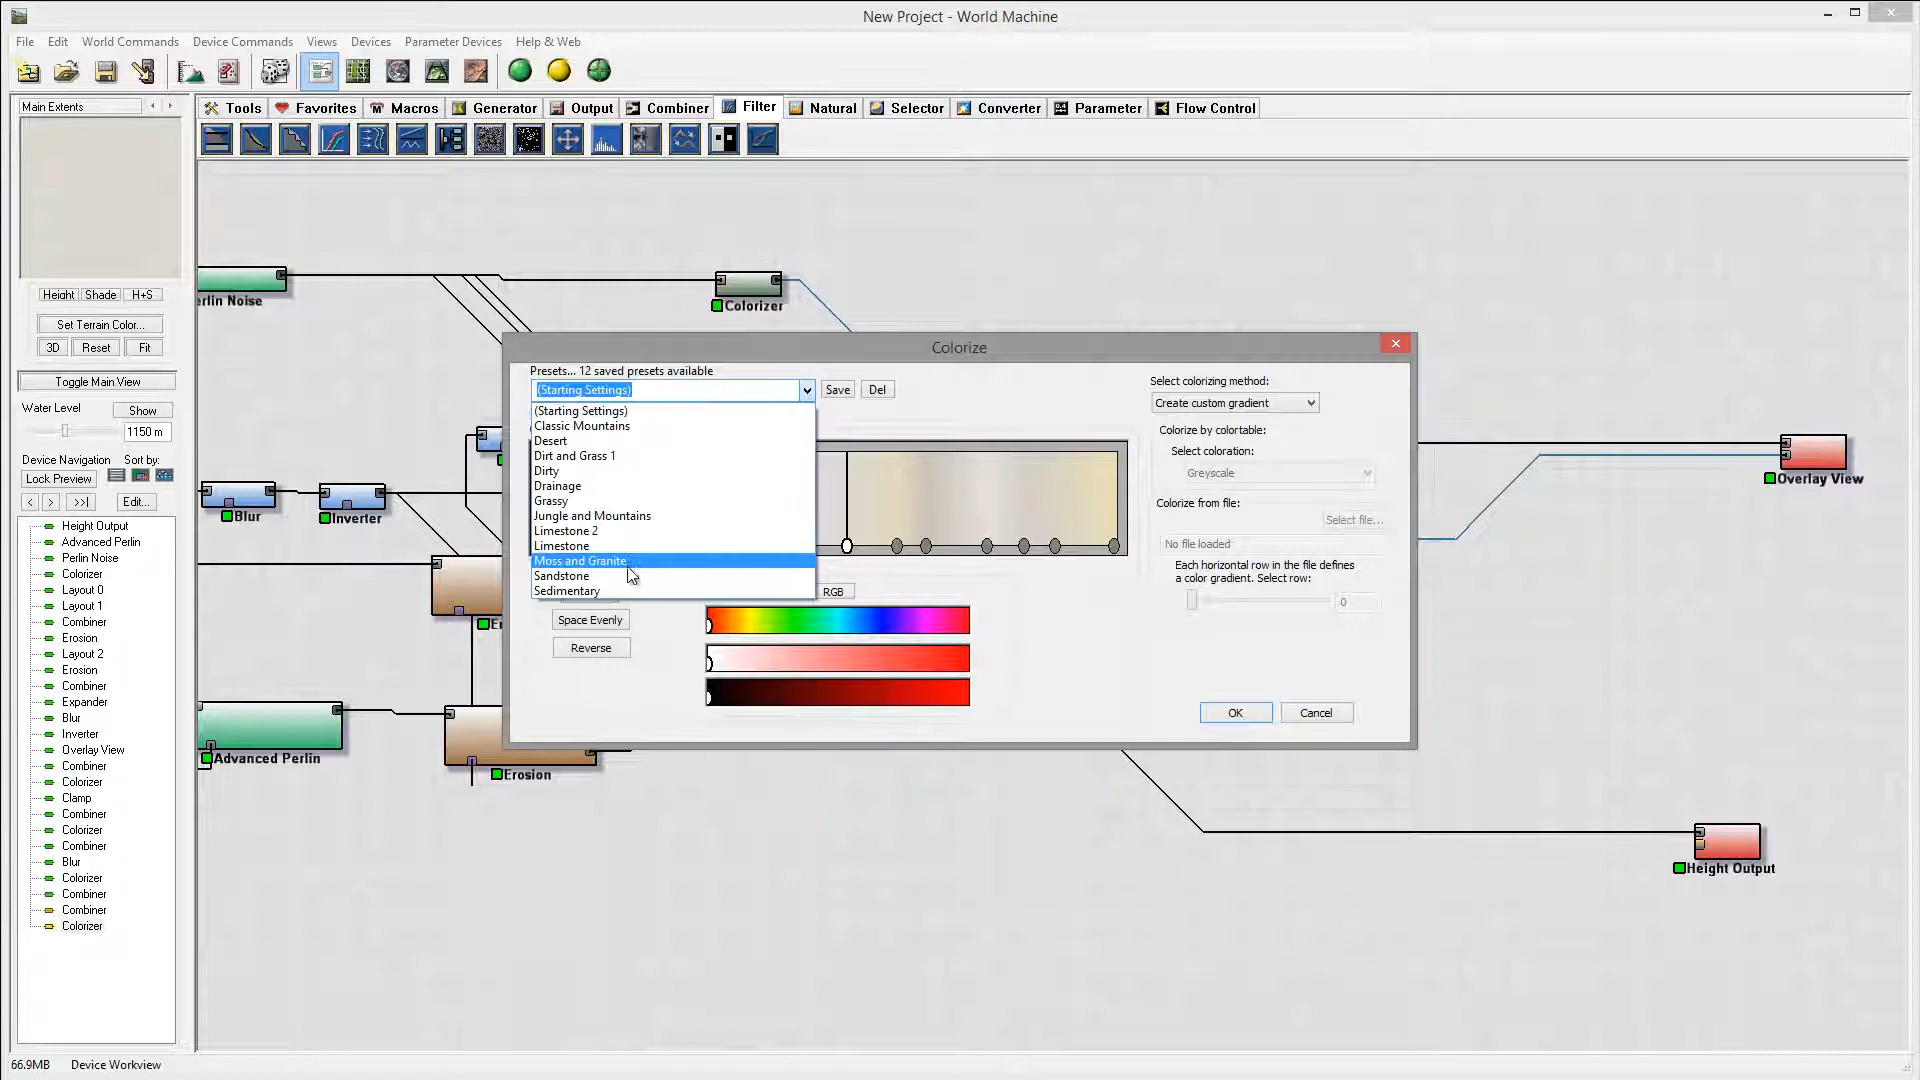 New Project - World Machine
File Edit World Commands Device Commands Views Devices Parameter Devices Help & Web
Main Extents
Tools Favorites Macros Generator Output Combiner Filter Natural Selector Converter Parameter Flow Control
Height Shade H+S
Set Terrain Color...
3D Reset Fit
Toggle Main View
Water Level Show
1150 m
Device Navigation Sort by:
Lock Preview
< > >>| Edit...
Height Output
Advanced Perlin
Perlin Noise
Colorizer
Layout 0
Layout 1
Combiner
Erosion
Layout 2
Erosion
Combiner
Expander
Blur
Inverter
Overlay View
Combiner
Colorizer
Clamp
Combiner
Colorizer
Combiner
Blur
Colorizer
Combiner
Combiner
Colorizer
erlin Noise
Colorizer
Blur
Inverter
Er
Advanced Perlin
Erosion
Overlay View
Height Output
Colorize
Presets... 12 saved presets available
(Starting Settings) Save Del
(Starting Settings)
Classic Mountains
Desert
Dirt and Grass 1
Dirty
Drainage
Grassy
Jungle and Mountains
Limestone 2
Limestone
Moss and Granite
Sandstone
Sedimentary
RGB
Space Evenly
Reverse
Select colorizing method:
Create custom gradient
Colorize by colortable:
Select coloration:
Greyscale
Colorize from file:
Select file...
No file loaded
Each horizontal row in the file defines
a color gradient. Select row:
0
OK Cancel
66.9MB Device Workview